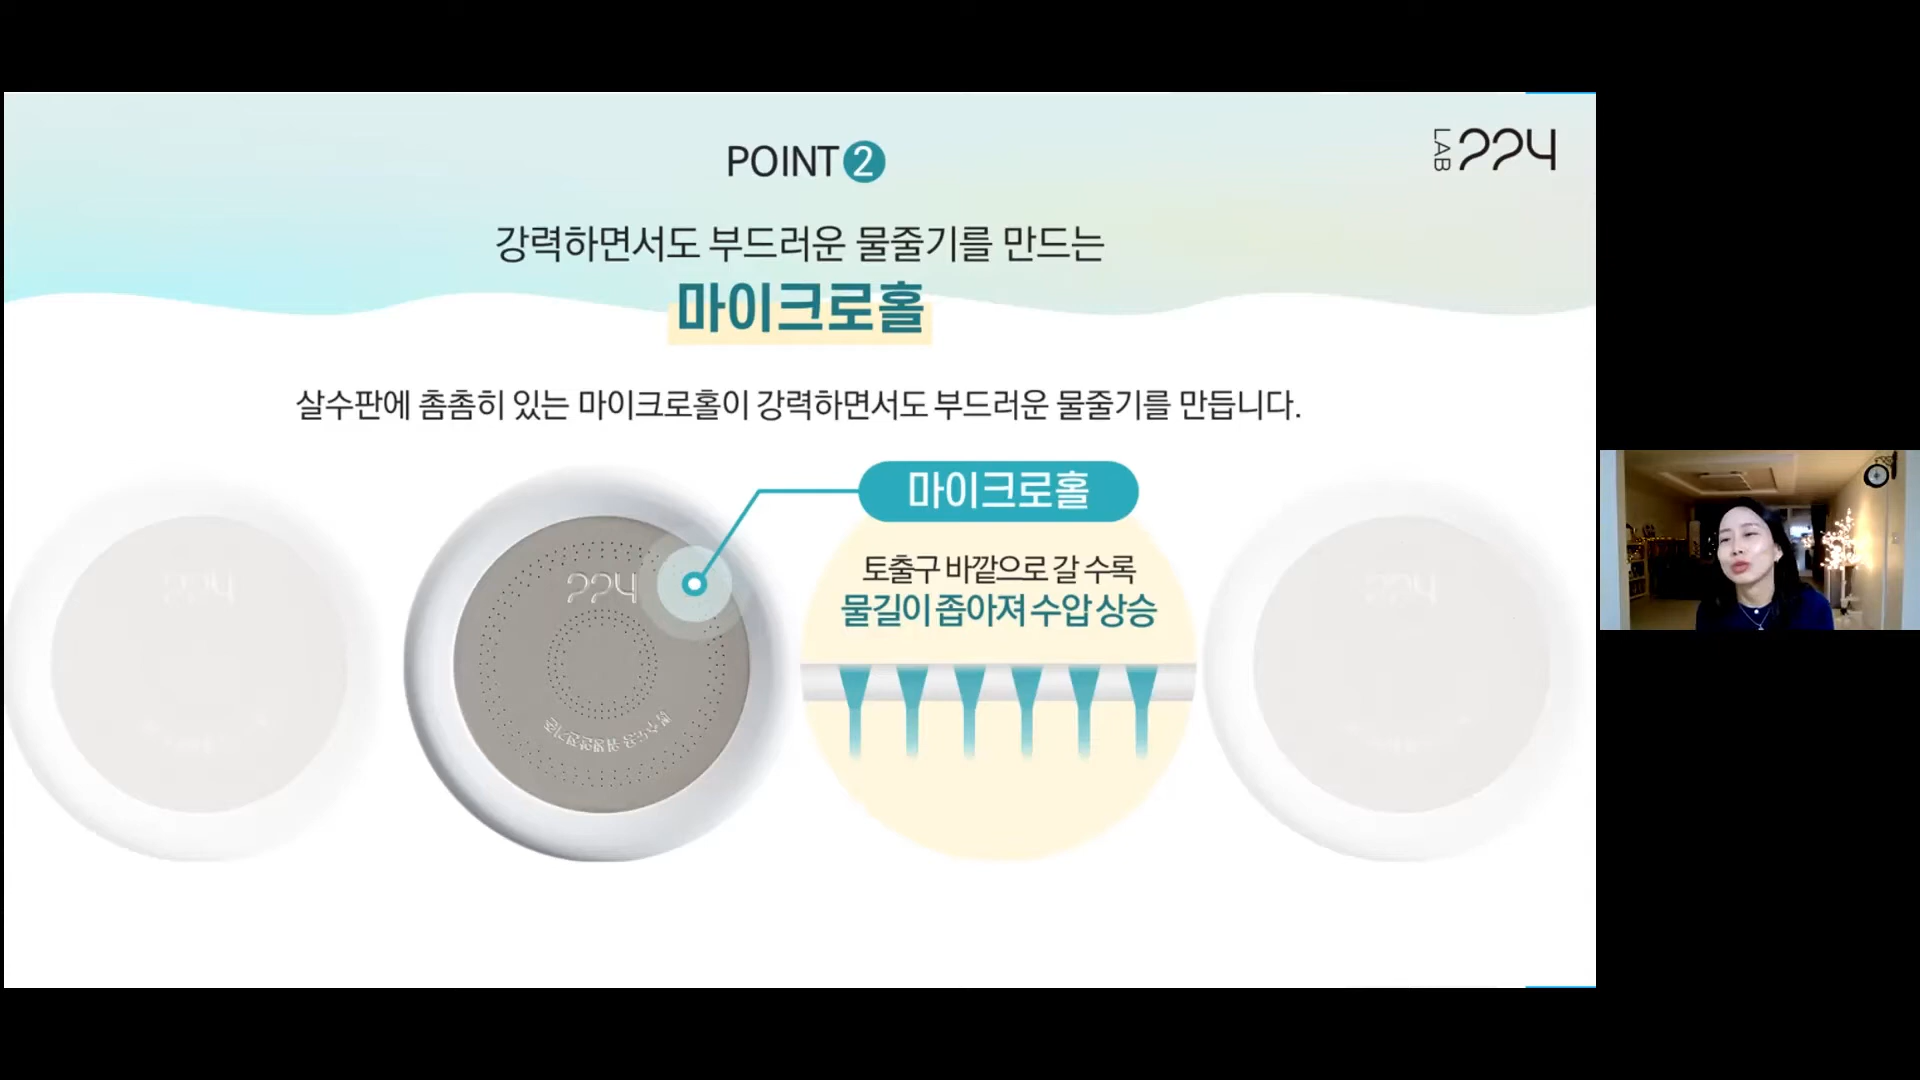 POINT 2
LAB 224
강력하면서도 부드러운 물줄기를 만드는
마이크로홀
살수판에 촘촘히 있는 마이크로홀이 강력하면서도 부드러운 물줄기를 만듭니다.
마이크로홀
토출구 바깥으로 갈 수록
물길이 좁아져 수압 상승
224
224
224